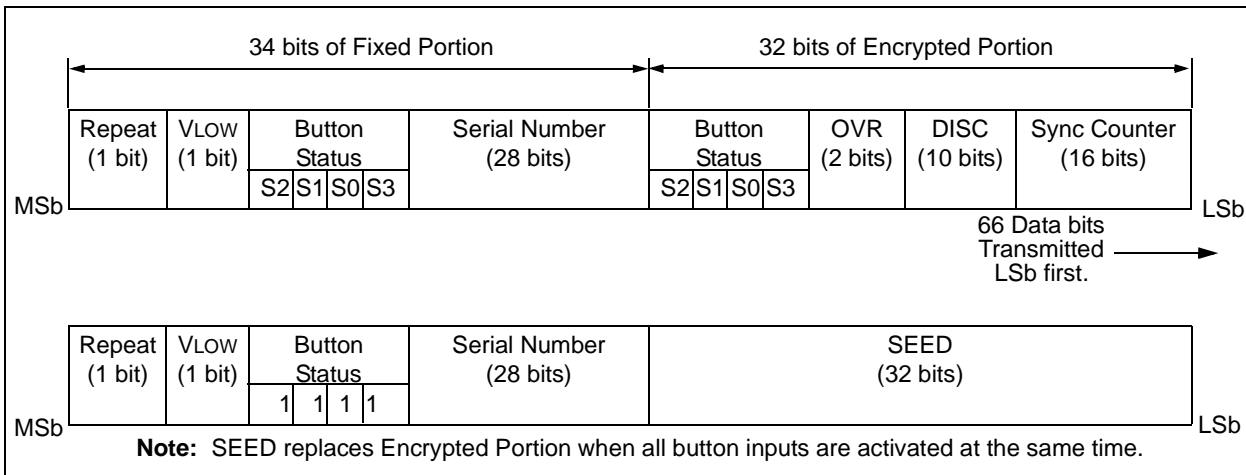 34 bits of Fixed Portion
32 bits of Encrypted Portion
Repeat
(1 bit)
VLOW
(1 bit)
Button
Status
S2 S1 S0 S3
Serial Number
(28 bits)
Button
Status
S2 S1 S0 S3
OVR
(2 bits)
DISC
(10 bits)
Sync Counter
(16 bits)
MSb
LSb
66 Data bits
Transmitted
LSb first.
Repeat
(1 bit)
VLOW
(1 bit)
Button
Status
1 1 1 1
Serial Number
(28 bits)
SEED
(32 bits)
MSb
LSb
Note: SEED replaces Encrypted Portion when all button inputs are activated at the same time.